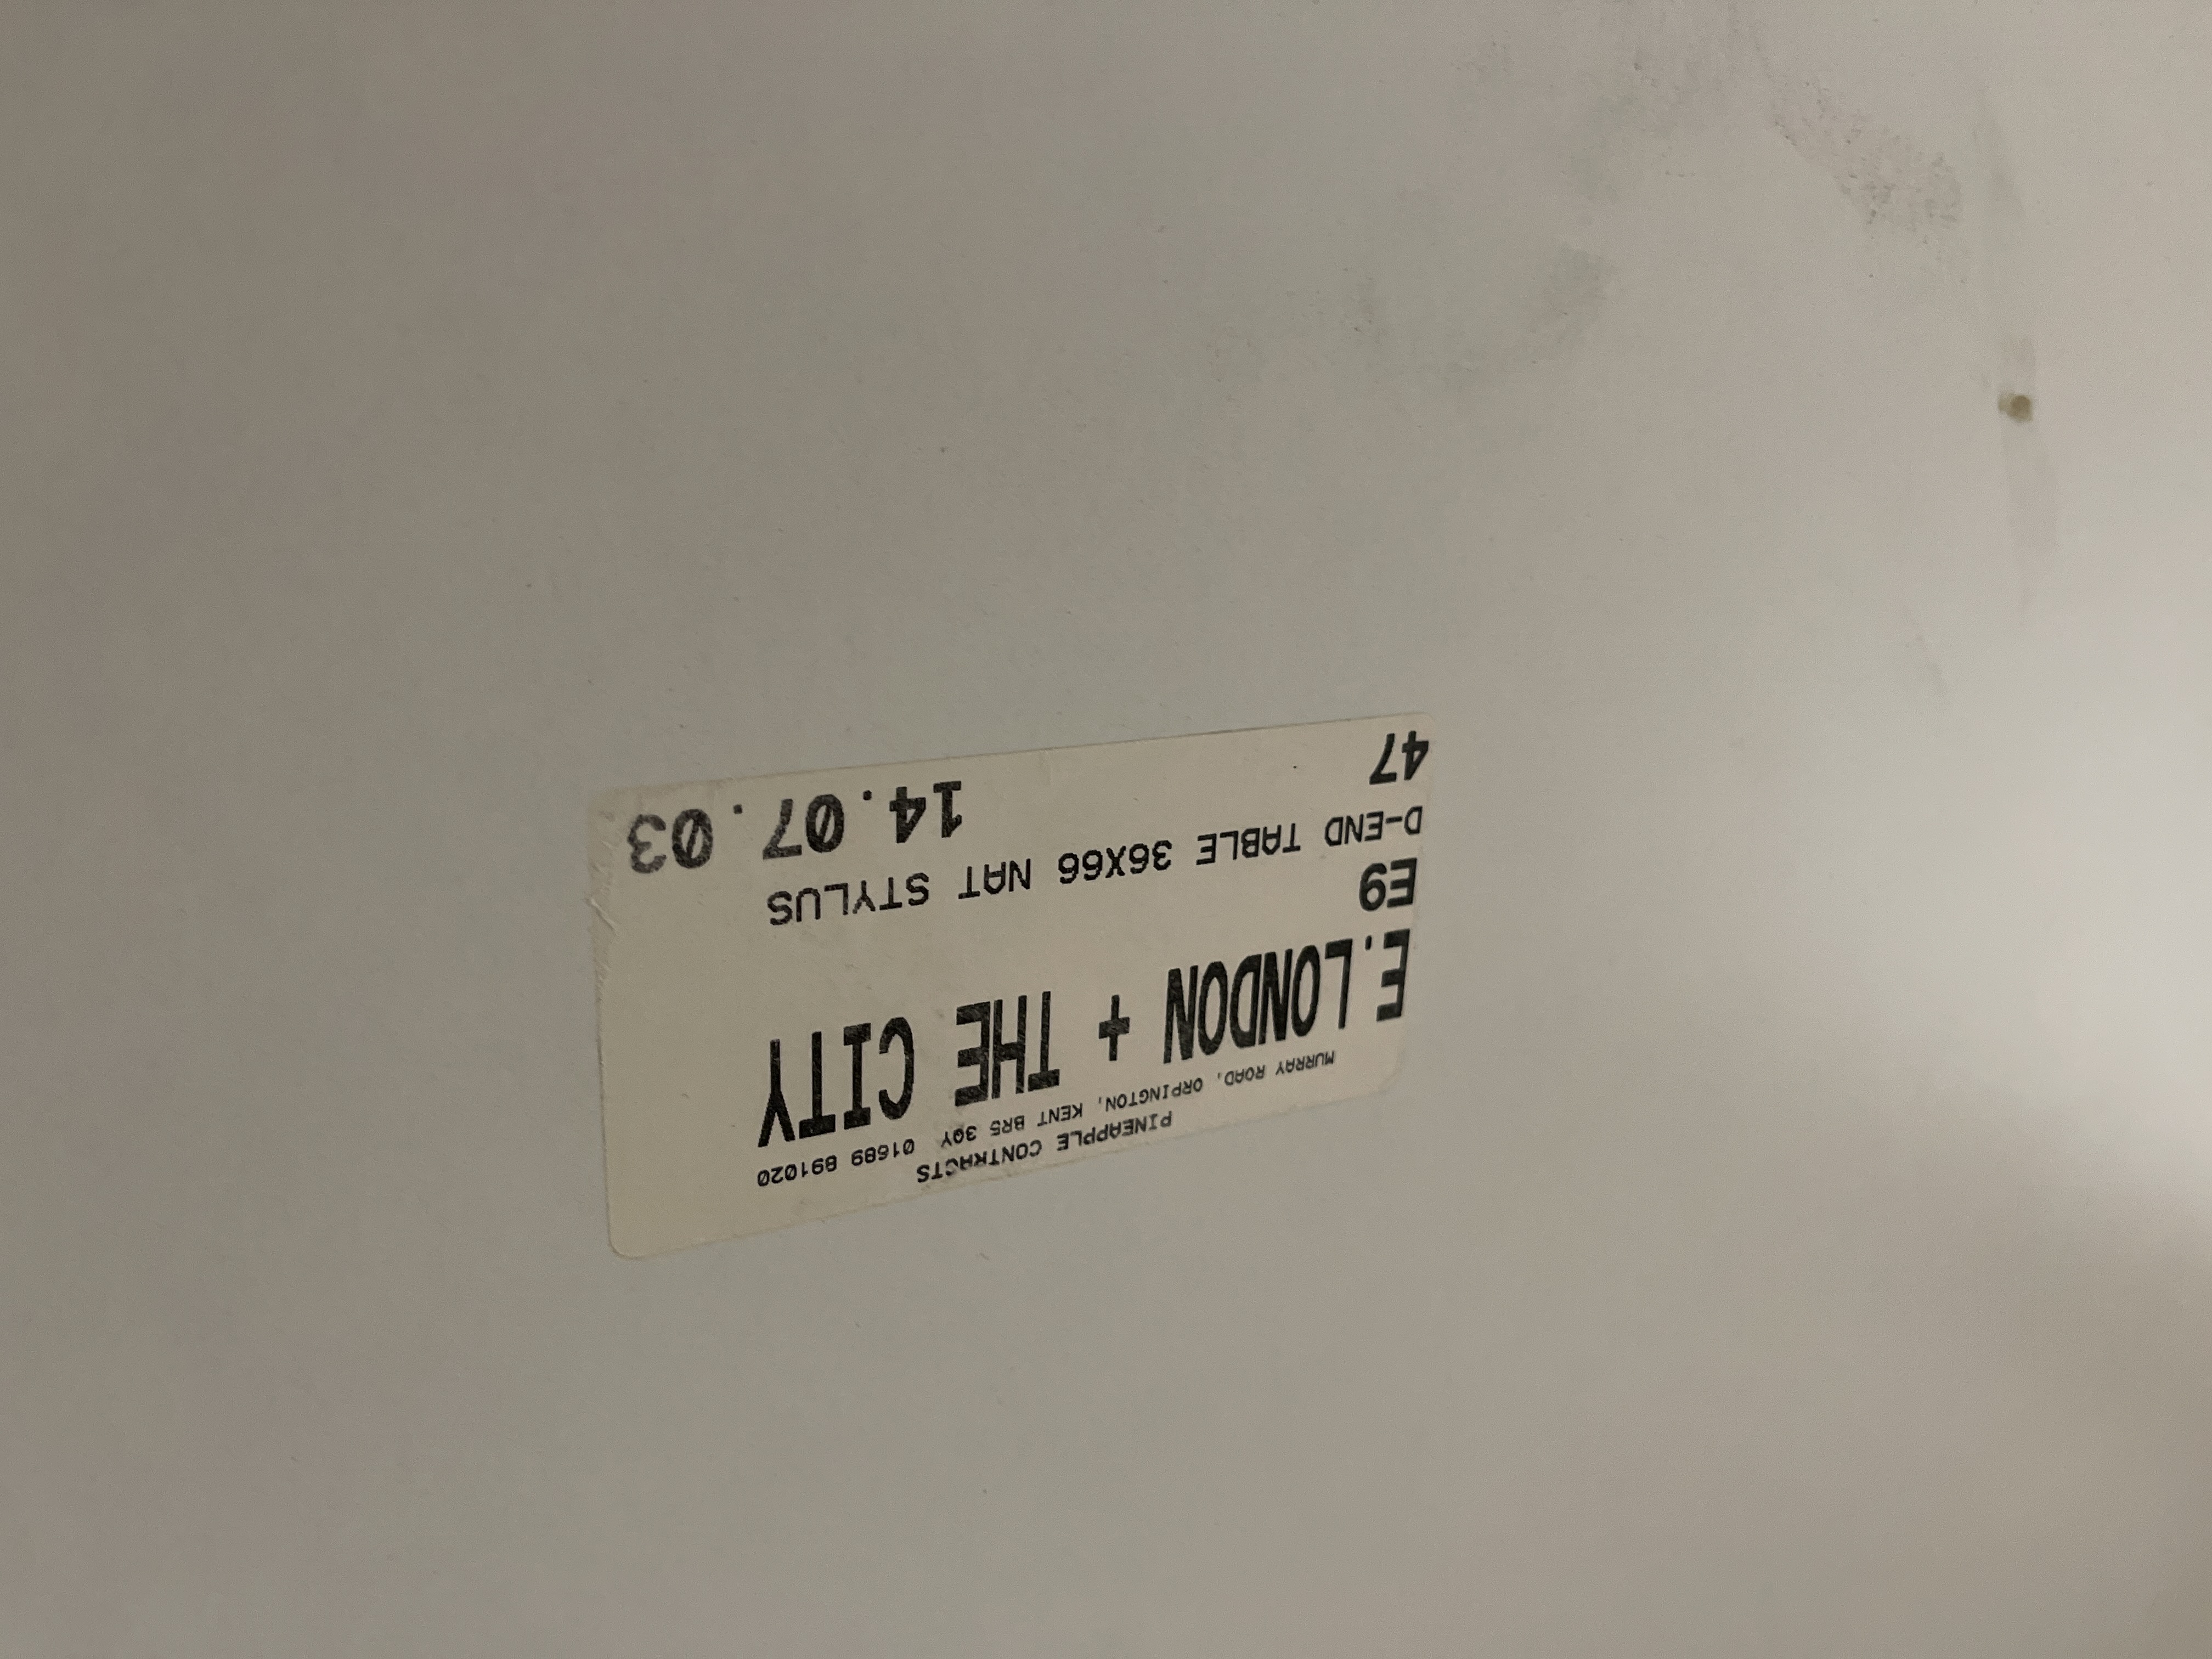 PINEAPPLE CONTRACTS
MURRAY ROAD, ORPINGTON, KENT BR5 3QY 01689 891020
E.LONDON + THE CITY
E9
D-END TABLE 36X66 NAT STYLUS
47 14.07.03